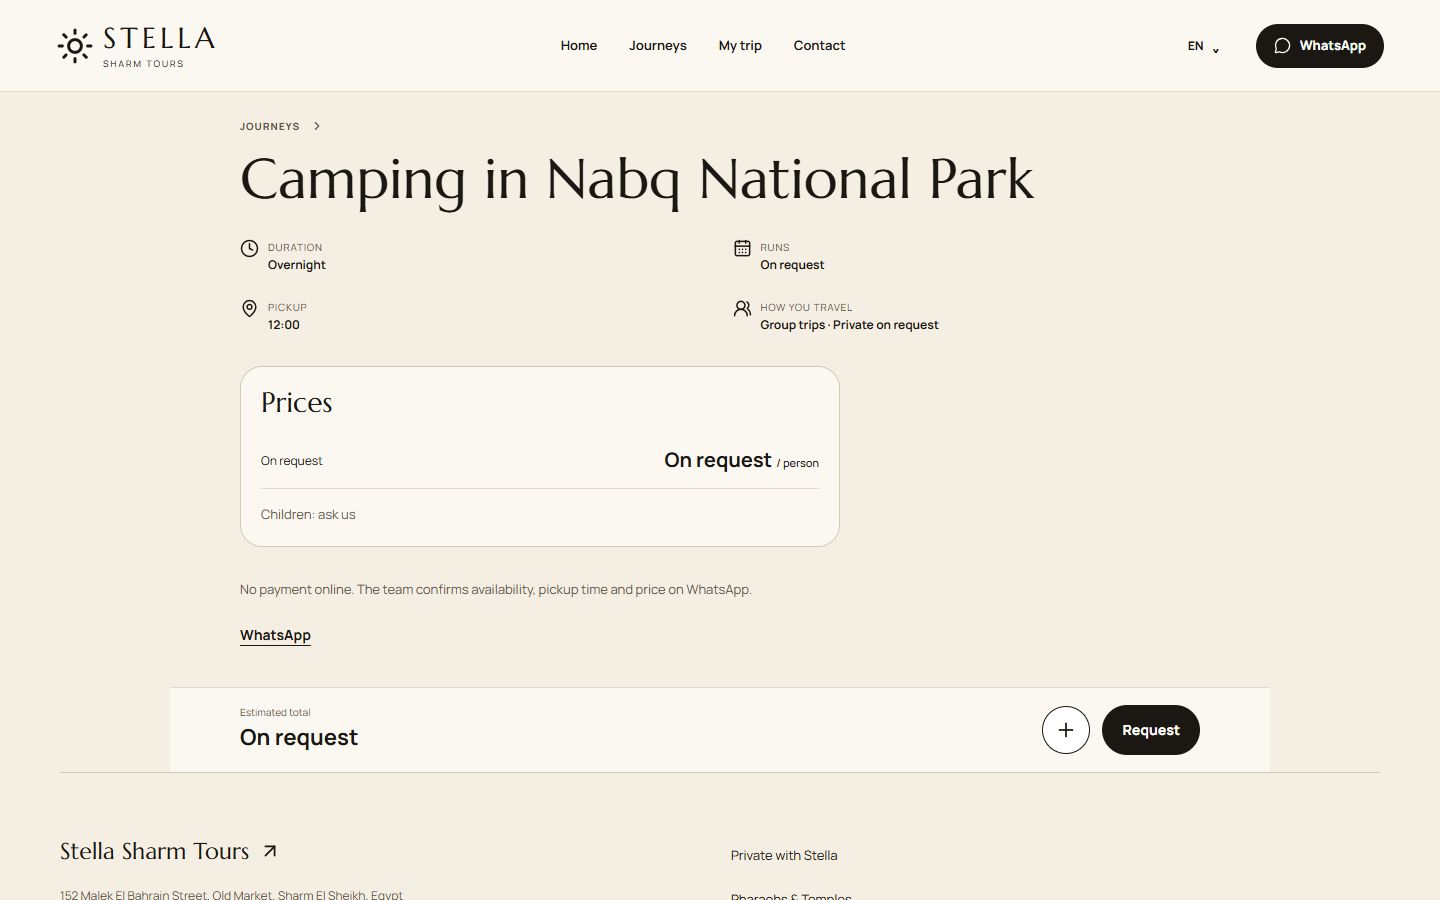 STELLA
SHARM TOURS
Home
Journeys
My trip
Contact
EN
WhatsApp
JOURNEYS
Camping in Nabq National Park
DURATION
Overnight
RUNS
On request
PICKUP
12:00
HOW YOU TRAVEL
Group trips · Private on request
Prices
On request
On request / person
Children: ask us
No payment online. The team confirms availability, pickup time and price on WhatsApp.
WhatsApp
Estimated total
On request
Request
Stella Sharm Tours
Private with Stella
152 Malek El Bahrain Street, Old Market, Sharm El Sheikh, Egypt
Pharaohs & Temples